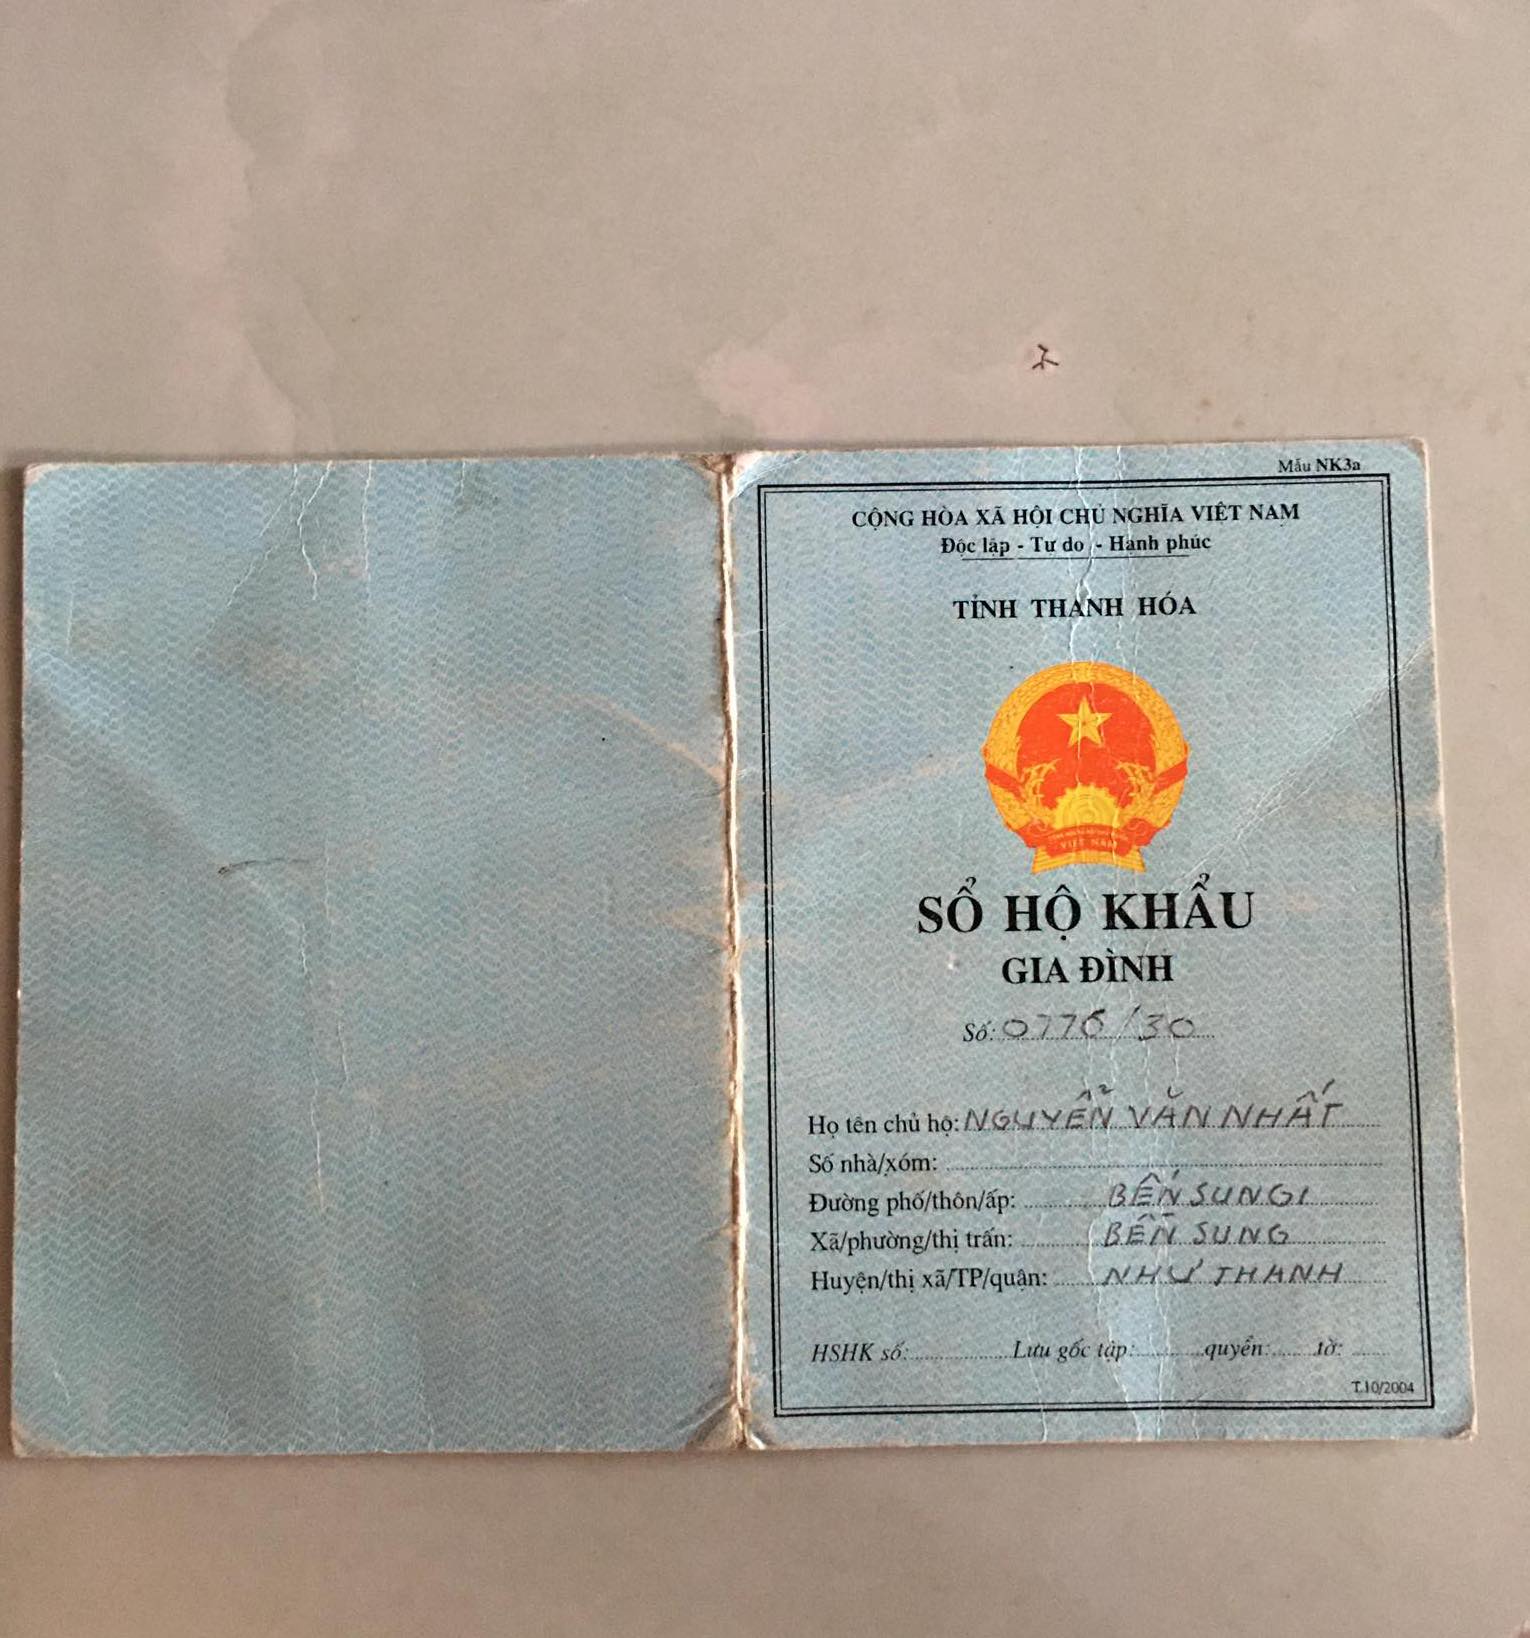 Mẫu NK3a
CỘNG HÒA XÃ HỘI CHỦ NGHĨA VIỆT NAM
Độc lập - Tự do - Hạnh phúc
TỈNH THANH HÓA
VIỆT NAM
SỔ HỘ KHẨU
GIA ĐÌNH
Số: 0776/30
Họ tên chủ hộ: NGUYỄN VĂN NHẤT
Số nhà/xóm:
Đường phố/thôn/ấp: BẾN SUNG I
Xã/phường/thị trấn: BẾN SUNG
Huyện/thị xã/TP/quận: NHƯ THANH
HSHK số: Lưu gốc tập: quyển: tờ:
T.10/2004